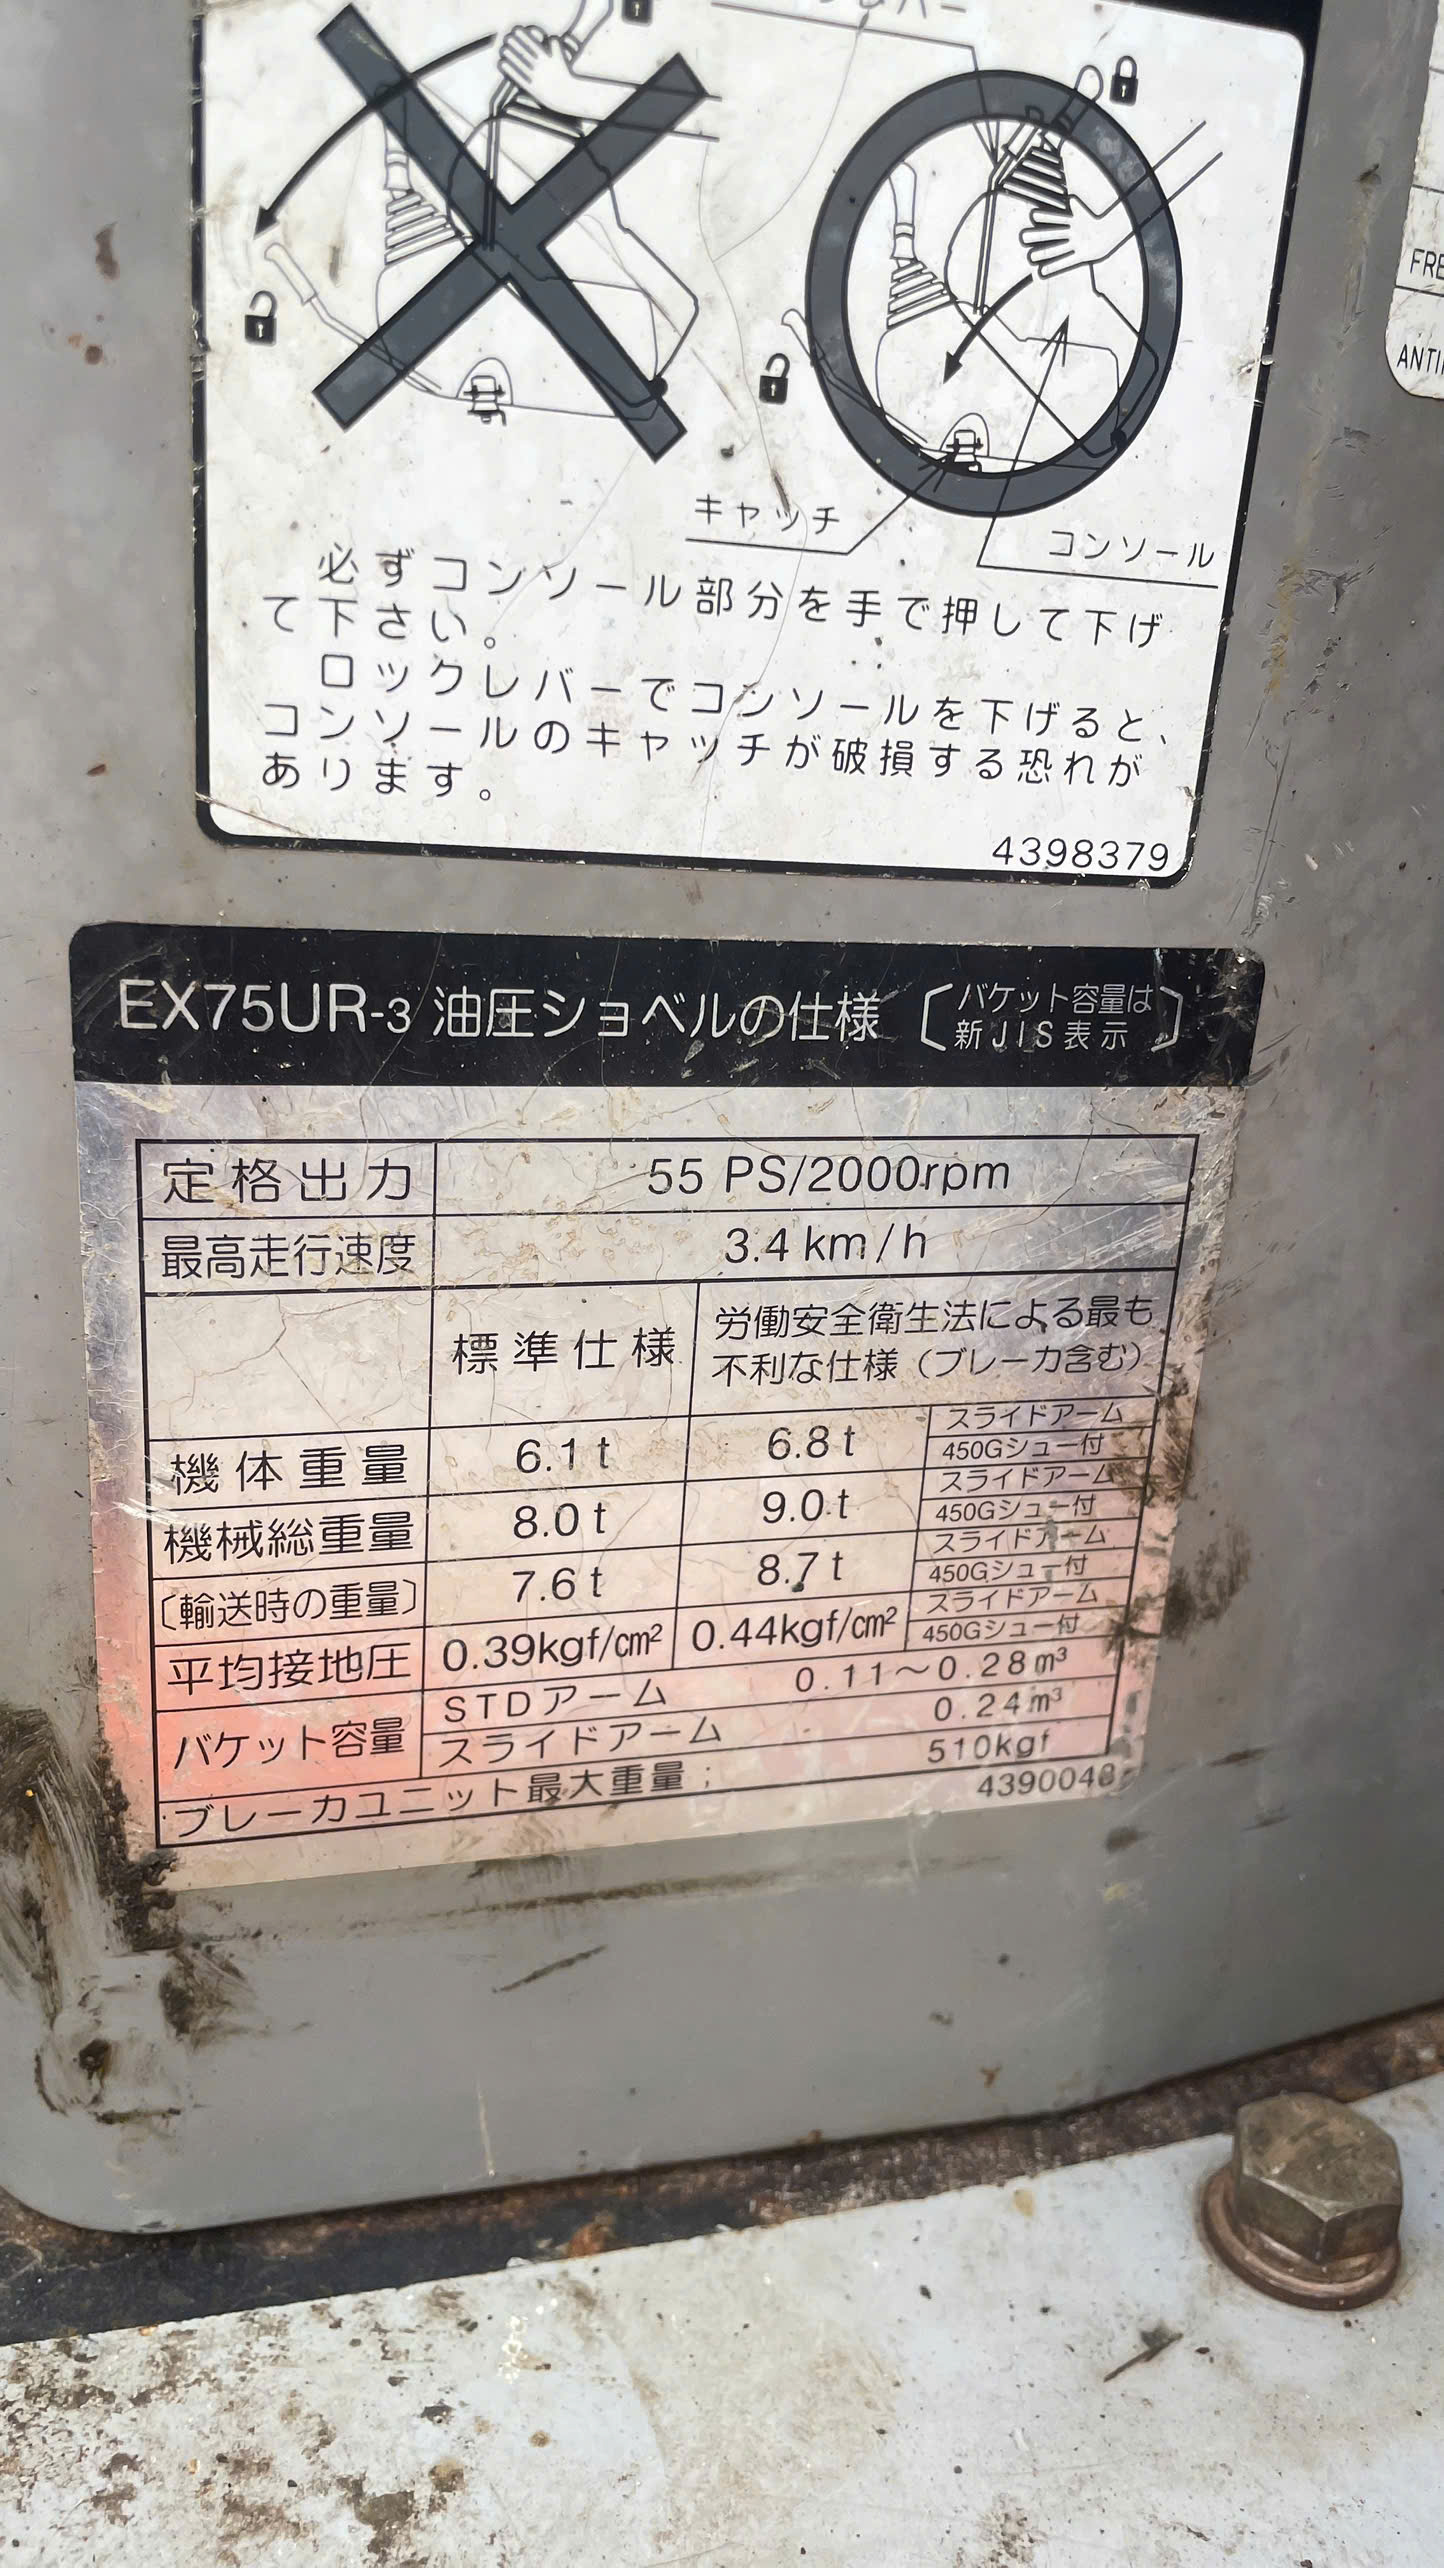 キャッチ
コンソール
必ずコンソール部分を手で押して下げ
て下さい。
ロックレバーでコンソールを下げると、
コンソールのキャッチが破損する恐れが
あります。
4398379
FRE
ANTI
EX75UR-3 油圧ショベルの仕様〔バケット容量は
新JIS表示〕
定格出力 55 PS/2000rpm
最高走行速度 3.4km/h
標準仕様 労働安全衛生法による最も
不利な仕様（ブレーカ含む）
機体重量 6.1t 6.8t スライドアーム
450Gシュー付
機械総重量 8.0t 9.0t スライドアーム
450Gシュー付
〔輸送時の重量〕 7.6t 8.7t スライドアーム
450Gシュー付
平均接地圧 0.39kgf/cm² 0.44kgf/cm² スライドアーム
450Gシュー付
バケット容量 STDアーム 0.11～0.28m³
スライドアーム 0.24m³
ブレーカユニット最大重量； 510kgf